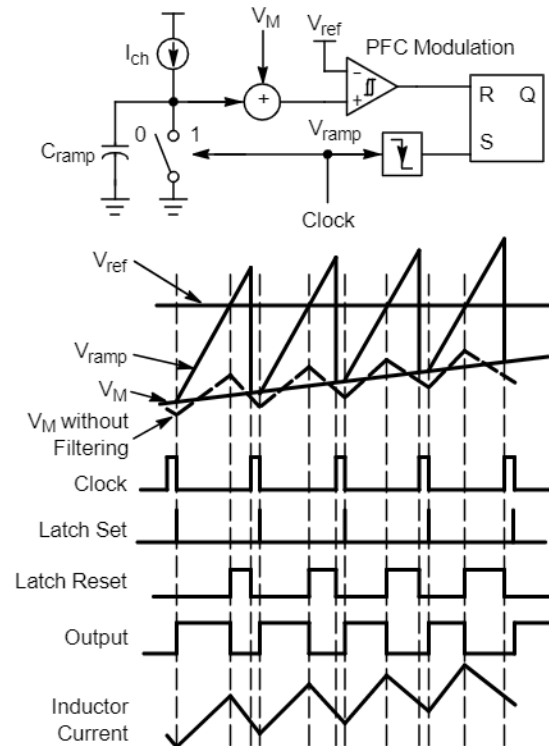 V_M
V_ref
PFC Modulation
I_ch
−
+
+
R
Q
S
0
1
C_ramp
V_ramp
Clock
V_ref
V_ramp
V_M
V_M without
Filtering
Clock
Latch Set
Latch Reset
Output
Inductor
Current